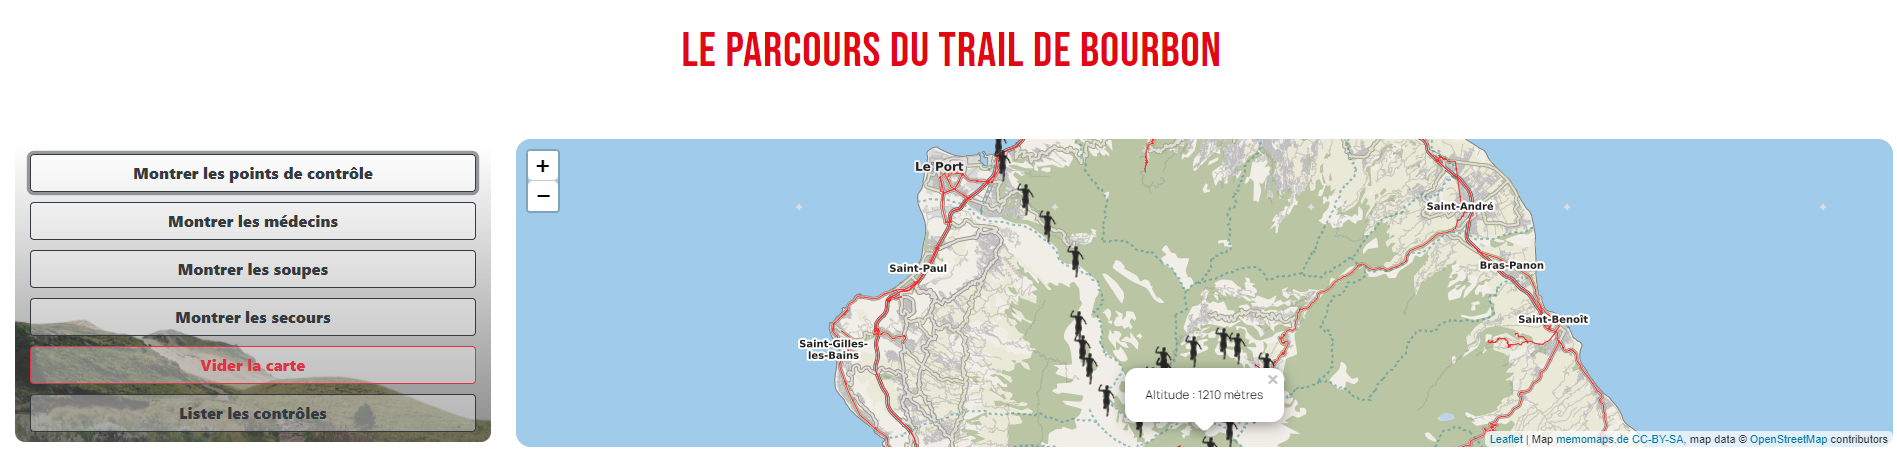 LE PARCOURS DU TRAIL DE BOURBON
Montrer les points de contrôle
Montrer les médecins
Montrer les soupes
Montrer les secours
Vider la carte
Lister les contrôles
+
−
Le Port
Saint-André
Saint-Paul
Bras-Panon
Saint-Benoît
Saint-Gilles-
les-Bains
×
Altitude : 1210 mètres
Leaflet | Map memomaps.de CC-BY-SA, map data © OpenStreetMap contributors